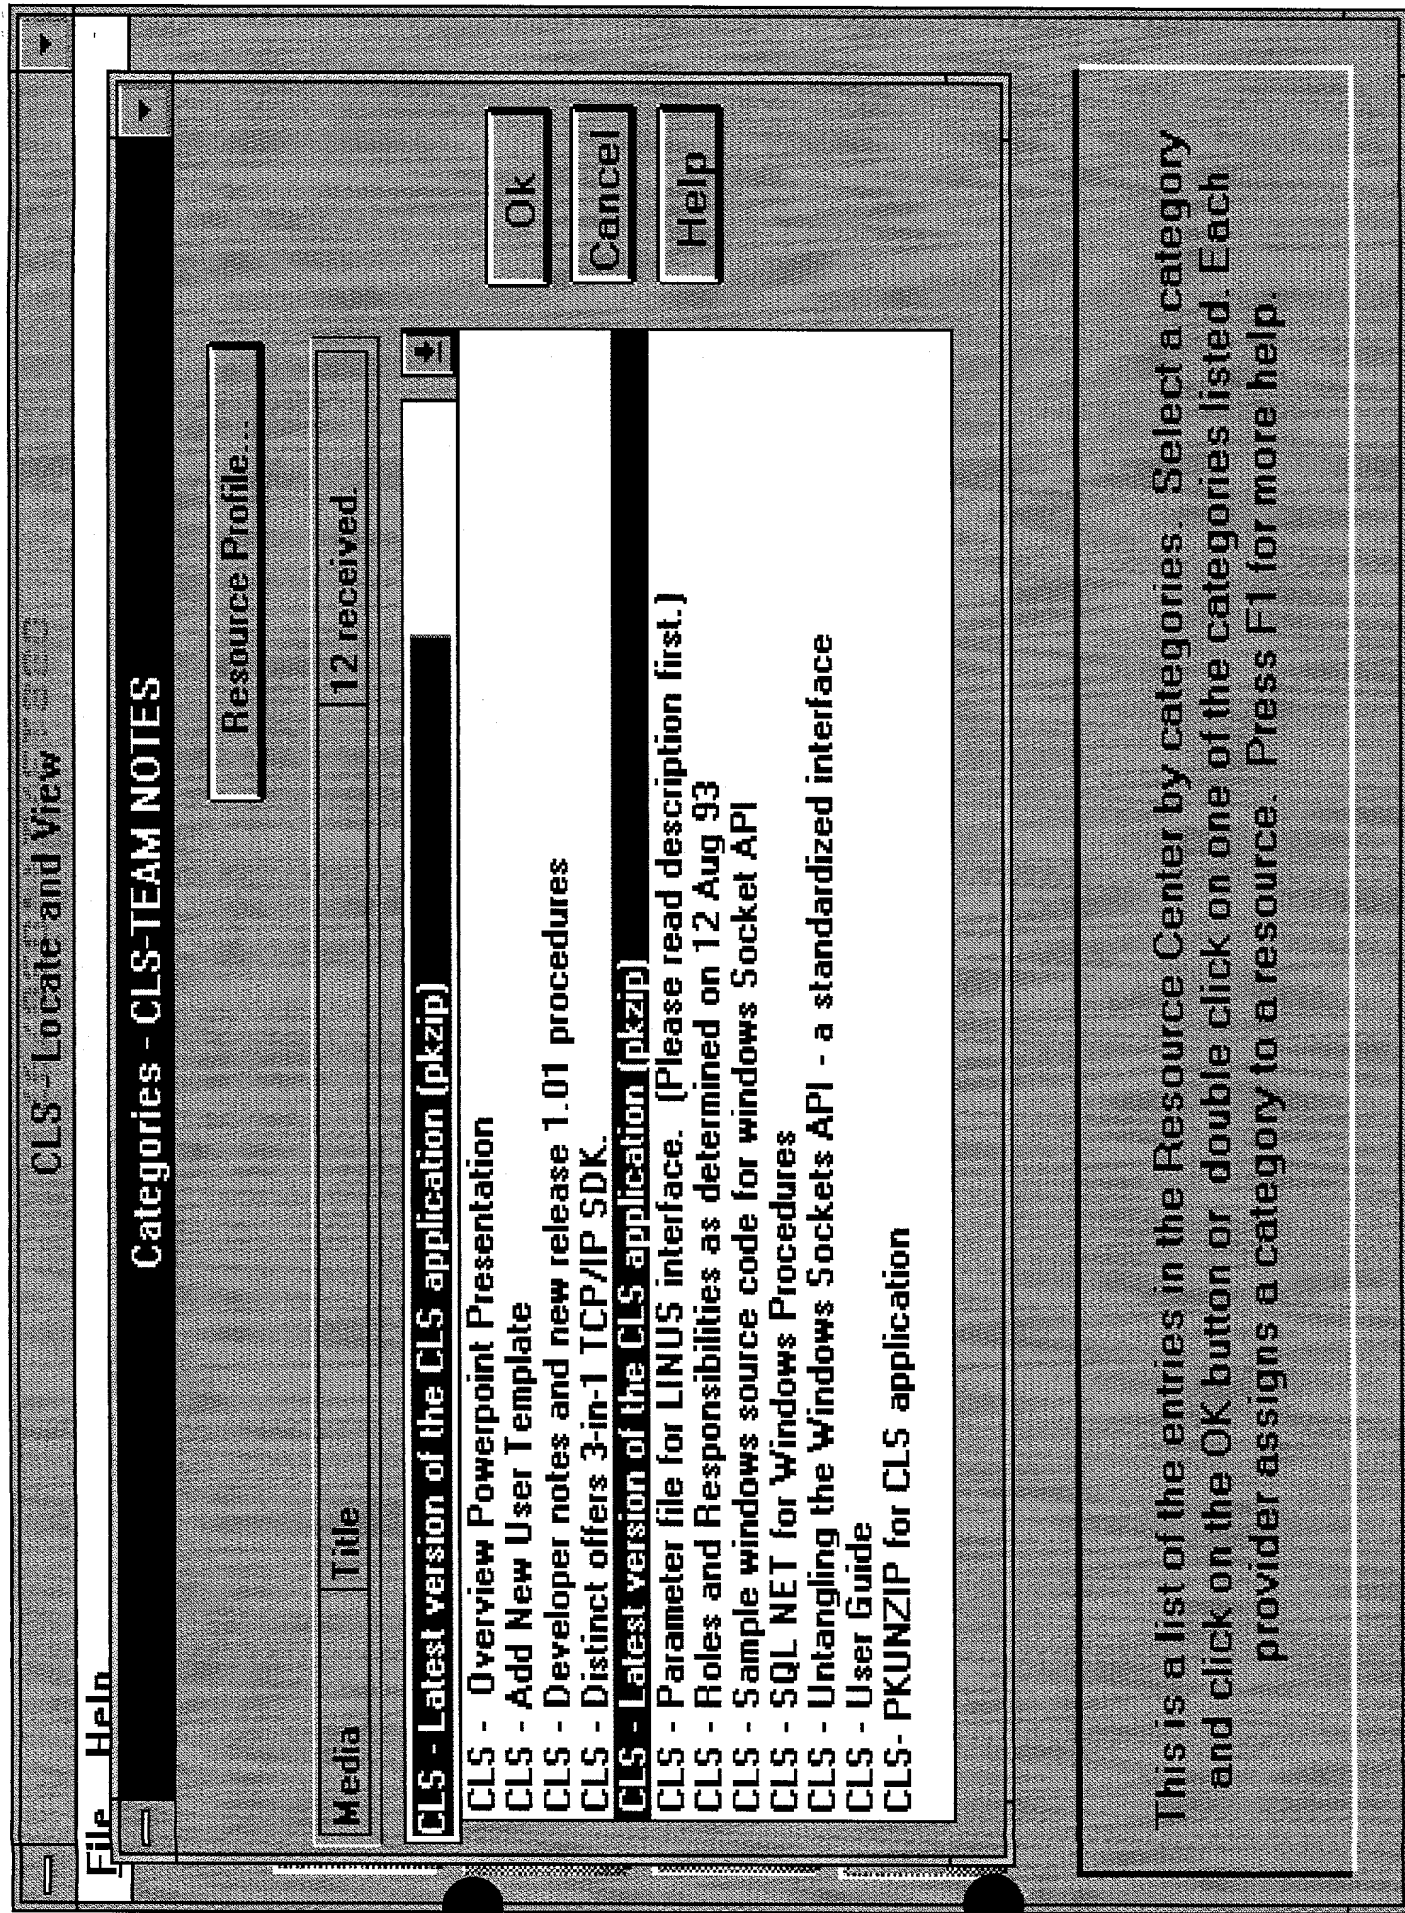 CLS - Locate and View
File Help
Categories - CLS-TEAM NOTES
Resource Profile...
Media Title 12 received.
CLS - Latest version of the CLS application (pkzip)
CLS -  Overview Powerpoint Presentation
CLS - Add New User Template
CLS - Developer notes and new release 1.01 procedures
CLS - Distinct offers 3-in-1 TCP/IP SDK.
CLS - Latest version of the CLS application (pkzip)
CLS - Parameter file for LINUS interface.  (Please read description first.)
CLS - Roles and Responsibilities as determined on 12 Aug 93
CLS - Sample windows source code for windows Socket API
CLS - SQL NET for Windows Procedures
CLS - Untangling the Windows Sockets API - a standardized interface
CLS - User Guide
CLS- PKUNZIP for CLS application
Ok
Cancel
Help
This is a list of the entries in the Resource Center by categories.  Select a category
and click on the OK button or double click on one of the categories listed. Each
provider assigns a category to a resource.  Press F1 for more help.